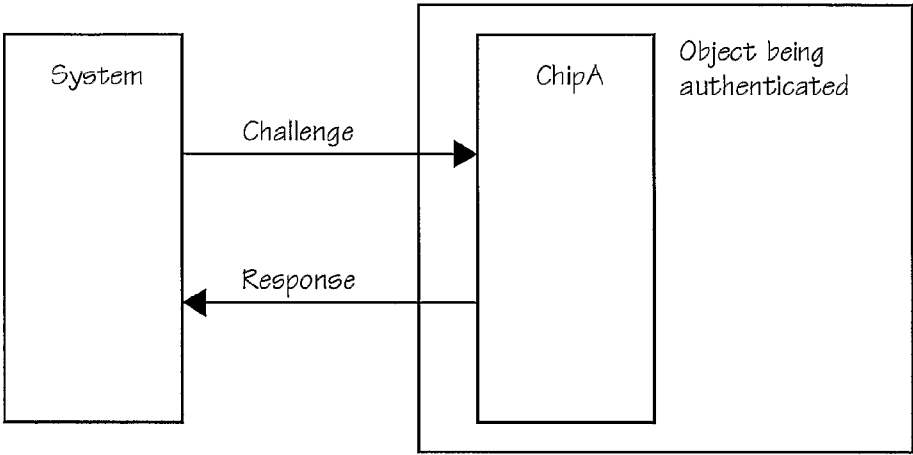 System
ChipA
Object being
authenticated
Challenge
Response